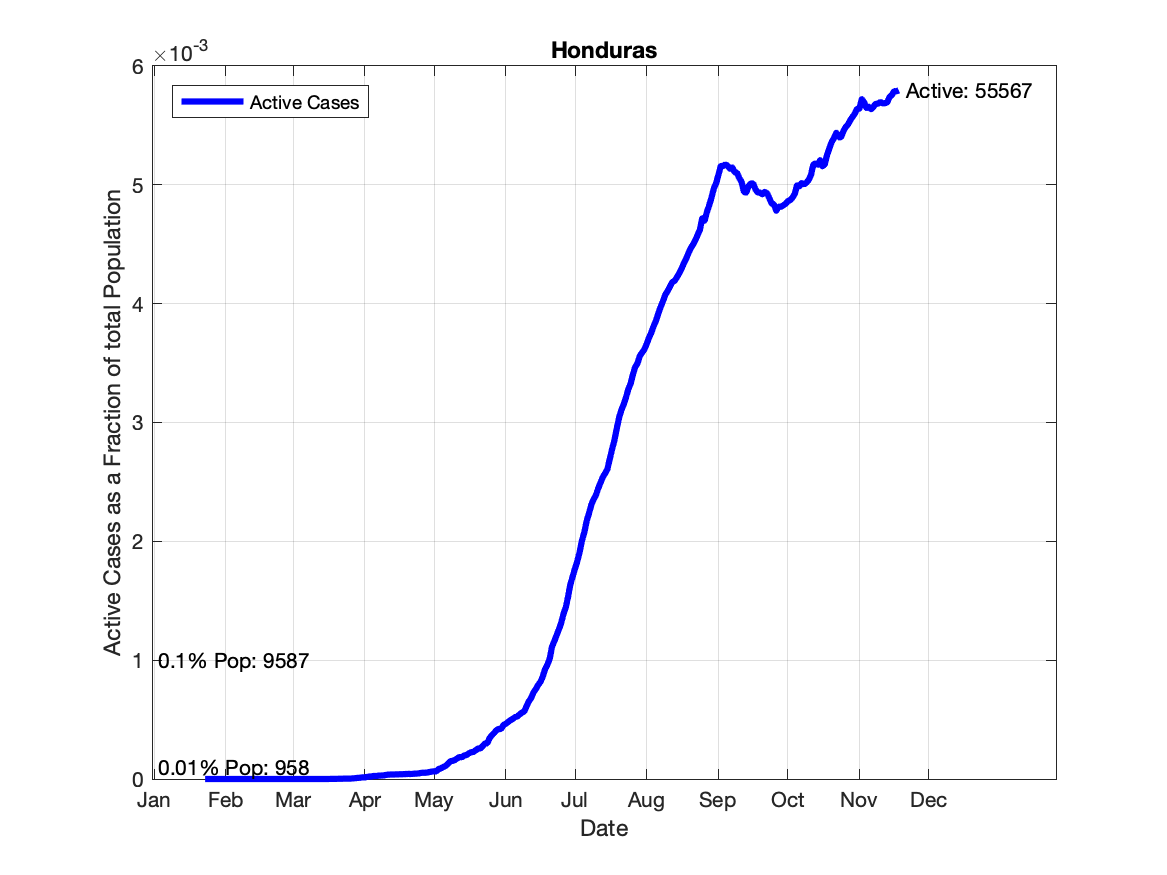 Honduras
×10-3
6
Active Cases
Active: 55567
5
4
3
2
1
0.1% Pop: 9587
0.01% Pop: 958
0
Jan Feb Mar Apr May Jun Jul Aug Sep Oct Nov Dec
Date
Active Cases as a Fraction of total Population